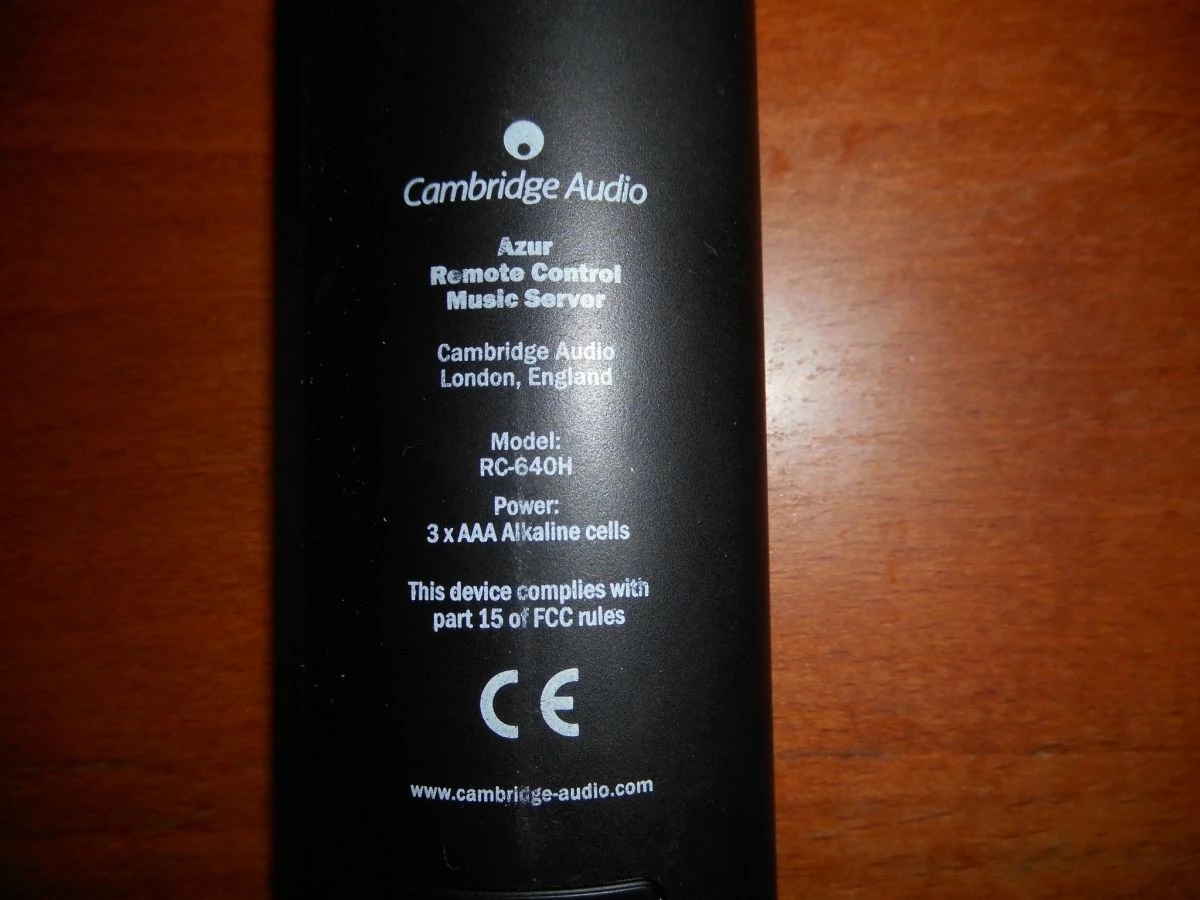 Cambridge Audio
Azur
Remote Control
Music Server
Cambridge Audio
London, England
Model:
RC-640H
Power:
3 x AAA Alkaline cells
This device complies with
part 15 of FCC rules
CE
www.cambridge-audio.com